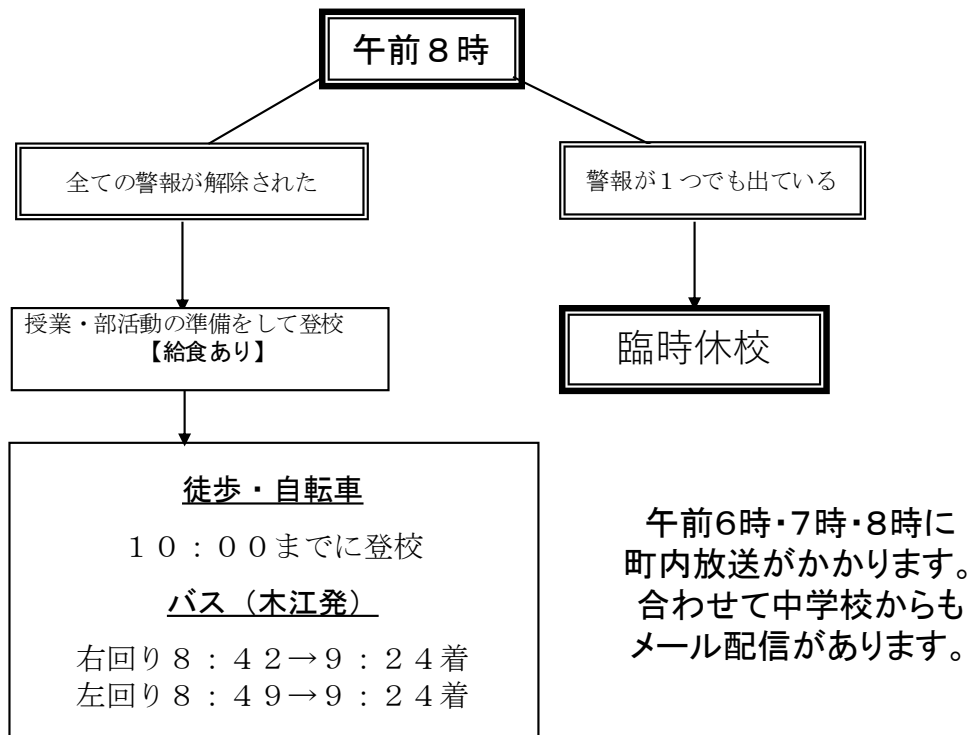 午前８時
全ての警報が解除された
警報が１つでも出ている
授業・部活動の準備をして登校
【給食あり】
臨時休校
徒歩・自転車
１０：００までに登校
バス（木江発）
右回り８：４２→９：２４着
左回り８：４９→９：２４着
午前６時・７時・８時に
町内放送がかかります。
合わせて中学校からも
メール配信があります。